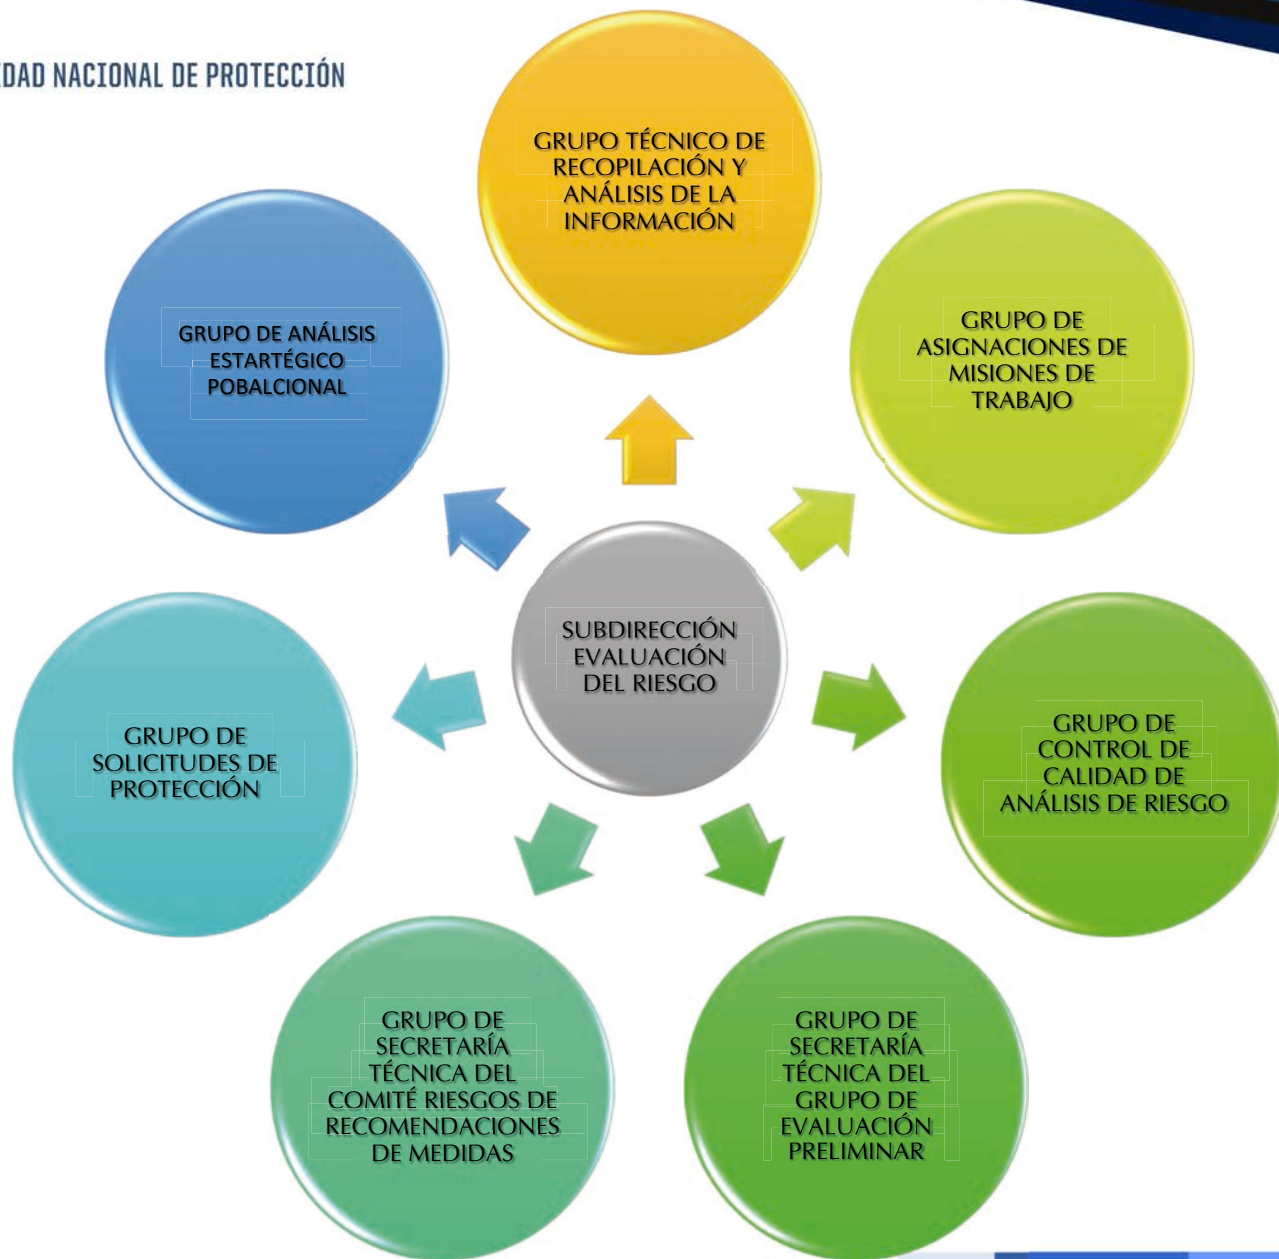 IDAD NACIONAL DE PROTECCIÓN
GRUPO TÉCNICO DE
RECOPILACIÓN Y
ANÁLISIS DE LA
INFORMACIÓN
GRUPO DE ANÁLISIS
ESTARTÉGICO
POBALCIONAL
GRUPO DE
ASIGNACIONES DE
MISIONES DE
TRABAJO
SUBDIRECCIÓN
EVALUACIÓN
DEL RIESGO
GRUPO DE
SOLICITUDES DE
PROTECCIÓN
GRUPO DE
CONTROL DE
CALIDAD DE
ANÁLISIS DE RIESGO
GRUPO DE
SECRETARÍA
TÉCNICA DEL
COMITÉ RIESGOS DE
RECOMENDACIONES
DE MEDIDAS
GRUPO DE
SECRETARÍA
TÉCNICA DEL
GRUPO DE
EVALUACIÓN
PRELIMINAR